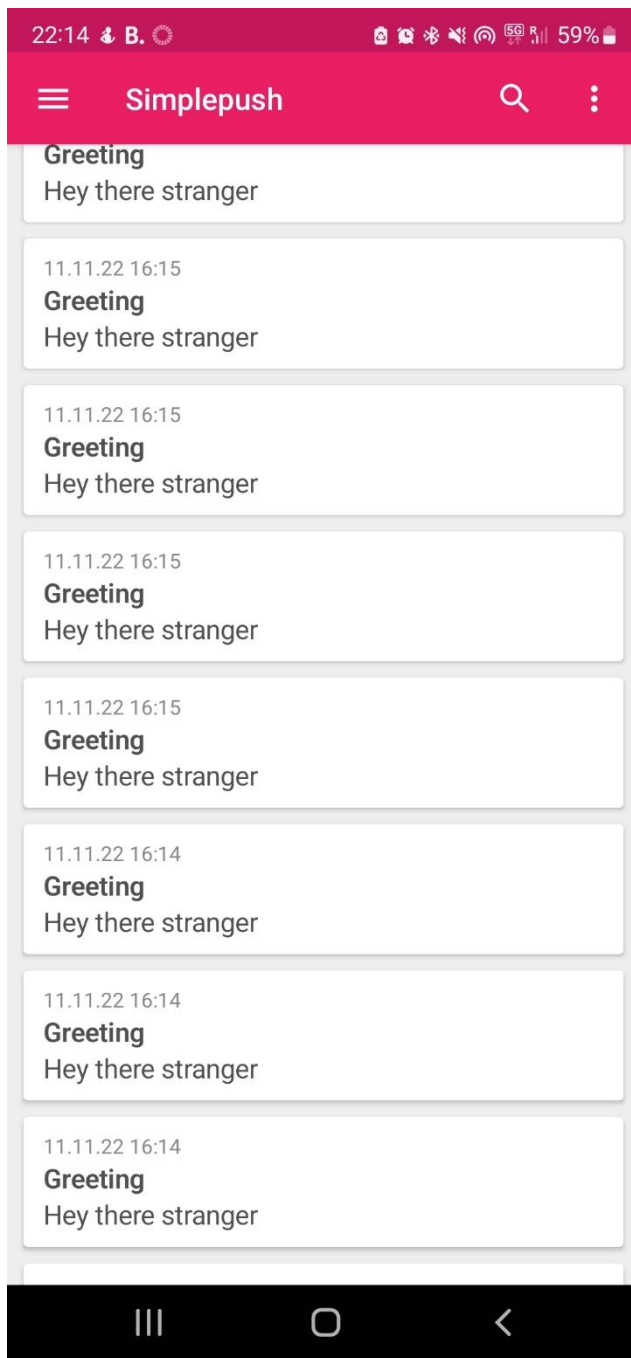 22:14 B. 5G R 59%
Simplepush
Greeting
Hey there stranger
11.11.22 16:15
Greeting
Hey there stranger
11.11.22 16:15
Greeting
Hey there stranger
11.11.22 16:15
Greeting
Hey there stranger
11.11.22 16:15
Greeting
Hey there stranger
11.11.22 16:14
Greeting
Hey there stranger
11.11.22 16:14
Greeting
Hey there stranger
11.11.22 16:14
Greeting
Hey there stranger